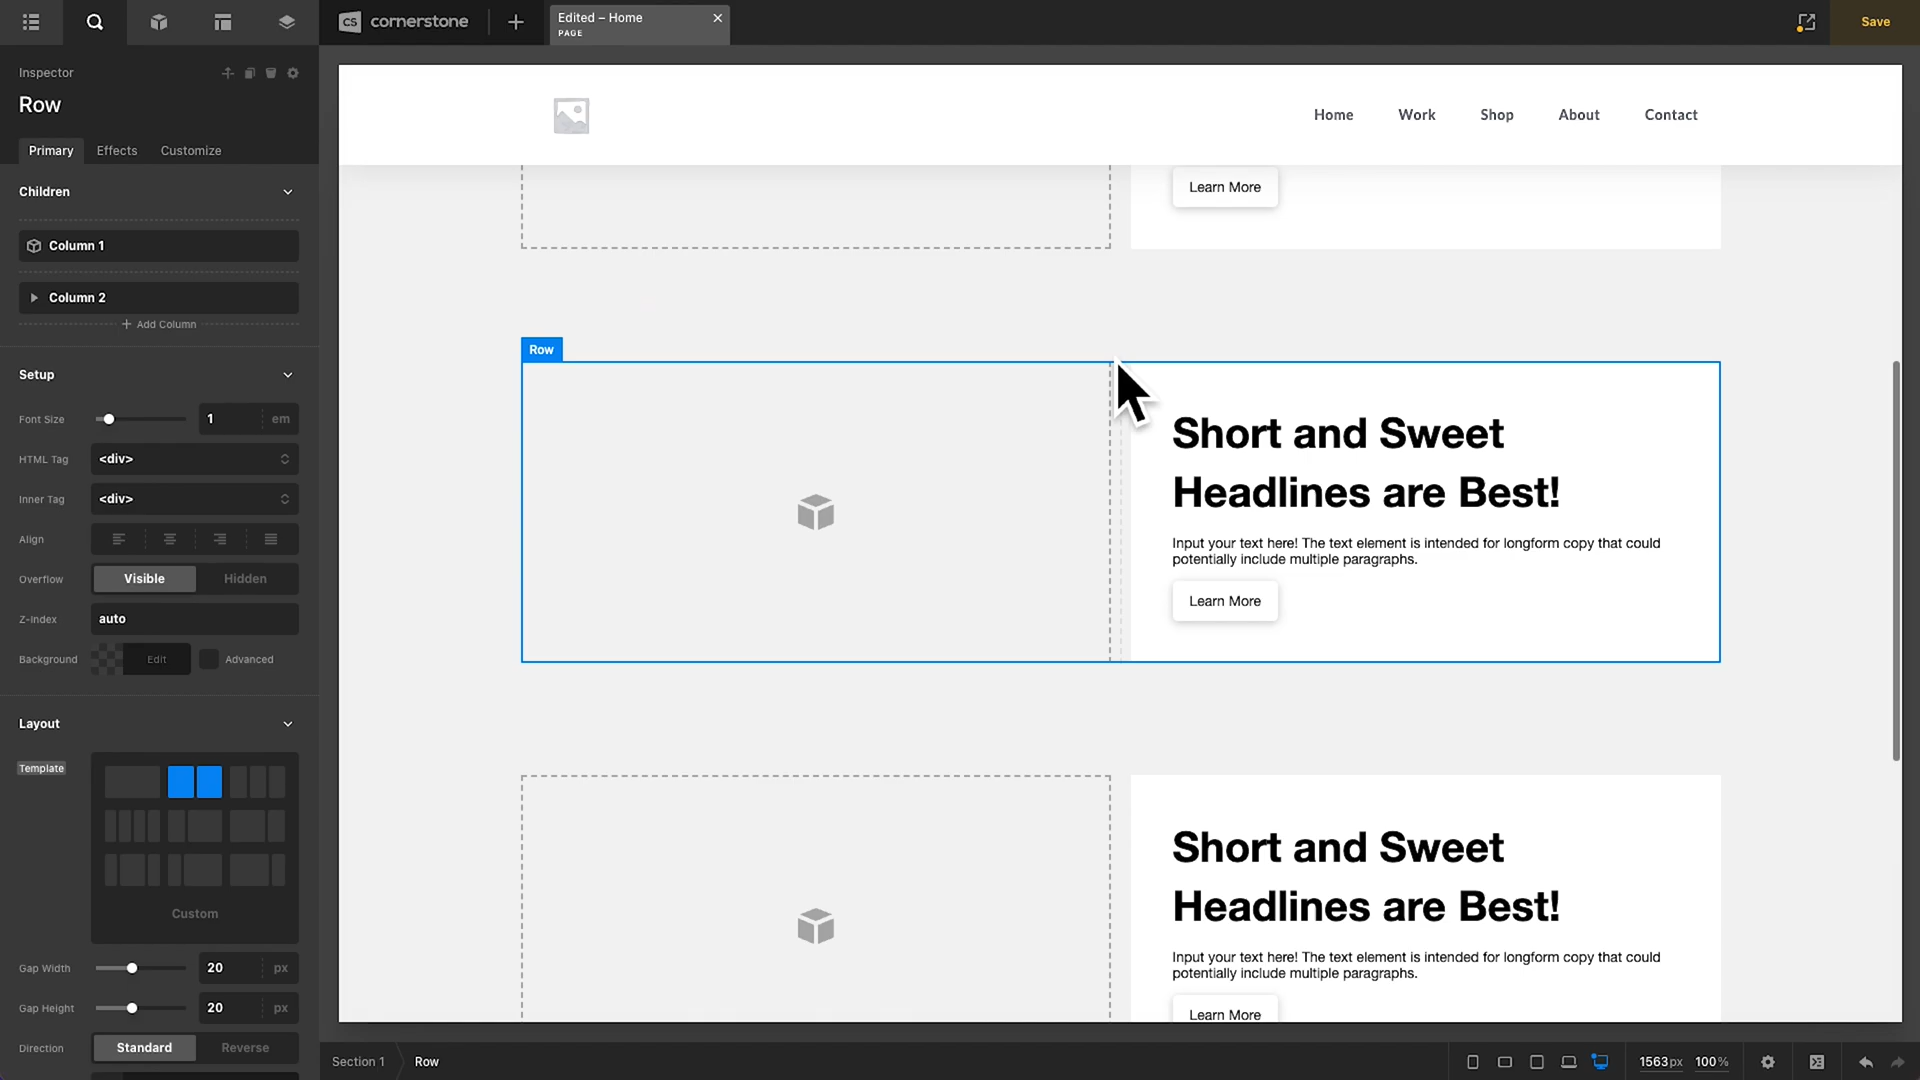 cornerstone
Edited – Home
PAGE
Save
Inspector
Row
Primary
Effects
Customize
Children
Column 1
Column 2
Add Column
Setup
Font Size
1
em
HTML Tag
<div>
Inner Tag
<div>
Align
Overflow
Visible
Hidden
Z-Index
auto
Background
Edit
Advanced
Layout
Template
Custom
Gap Width
20
px
Gap Height
20
px
Direction
Standard
Reverse
Home
Work
Shop
About
Contact
Learn More
Row
Short and Sweet
Headlines are Best!
Input your text here! The text element is intended for longform copy that could
potentially include multiple paragraphs.
Learn More
Short and Sweet
Headlines are Best!
Input your text here! The text element is intended for longform copy that could
potentially include multiple paragraphs.
Learn More
Section 1
Row
1563px
100%